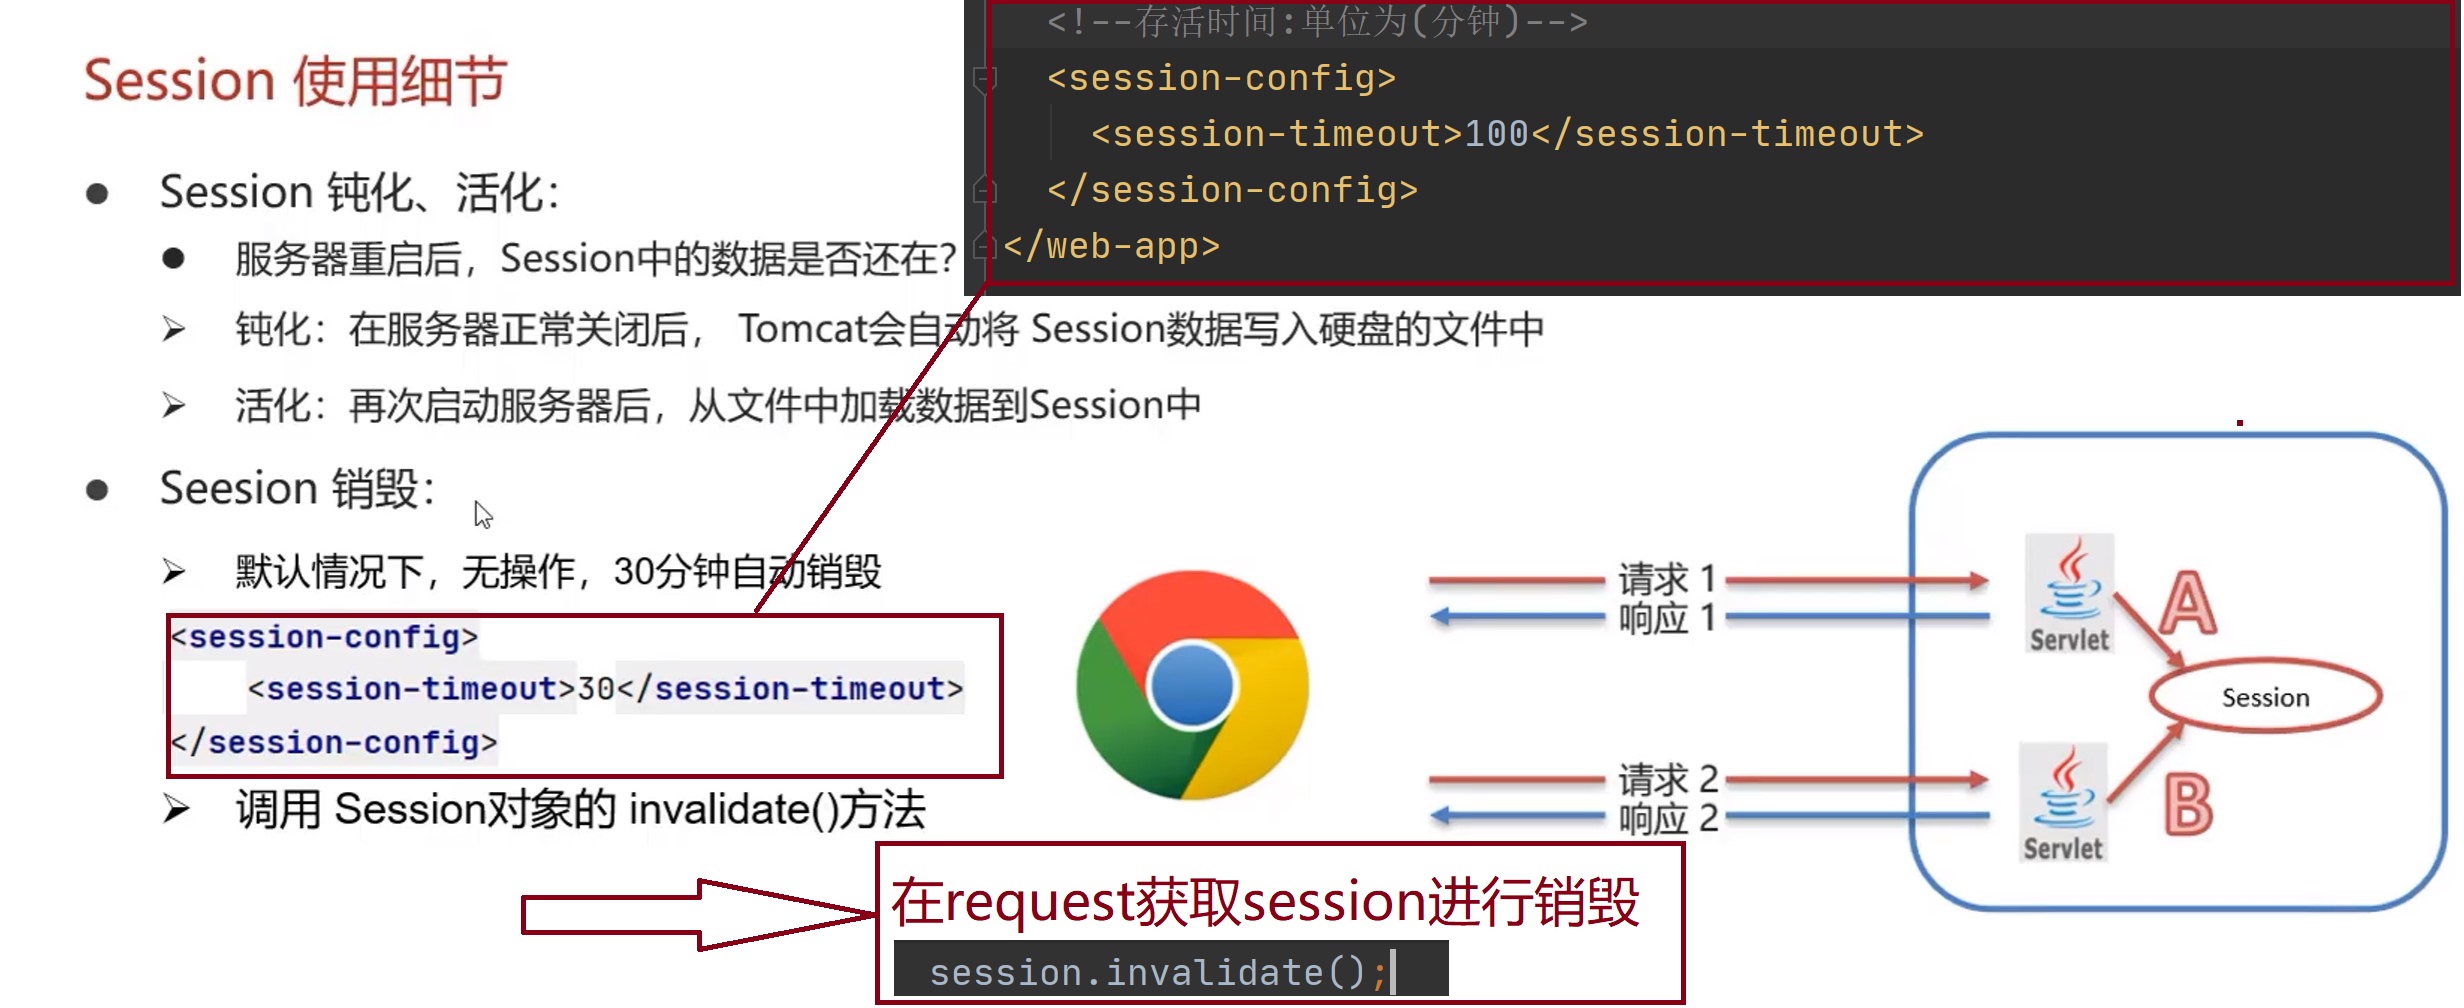 Session 使用细节
<!--存活时间:单位为(分钟)-->
<session-config>
<session-timeout>100</session-timeout>
</session-config>
</web-app>
Session 钝化、活化：
服务器重启后，Session中的数据是否还在？
钝化：在服务器正常关闭后， Tomcat会自动将 Session数据写入硬盘的文件中
活化：再次启动服务器后，从文件中加载数据到Session中
Seesion 销毁：
默认情况下，无操作，30分钟自动销毁
<session-config>
<session-timeout>30</session-timeout>
</session-config>
调用 Session对象的 invalidate()方法
请求 1
响应 1
Servlet
A
Session
请求 2
响应 2
Servlet
B
在request获取session进行销毁
session.invalidate();